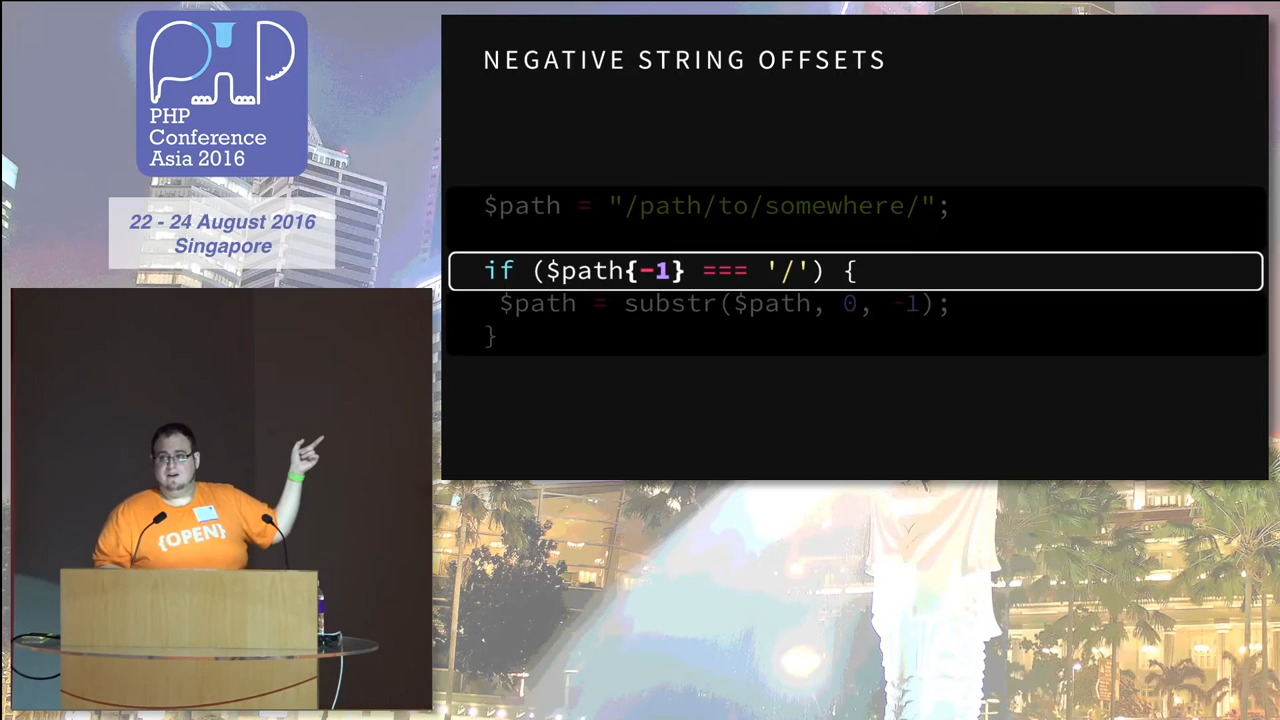 PHP
Conference
Asia 2016
22 - 24 August 2016
Singapore
{OPEN}
NEGATIVE STRING OFFSETS
$path = "/path/to/somewhere/";
if ($path{-1} === '/') {
$path = substr($path, 0, -1);
}